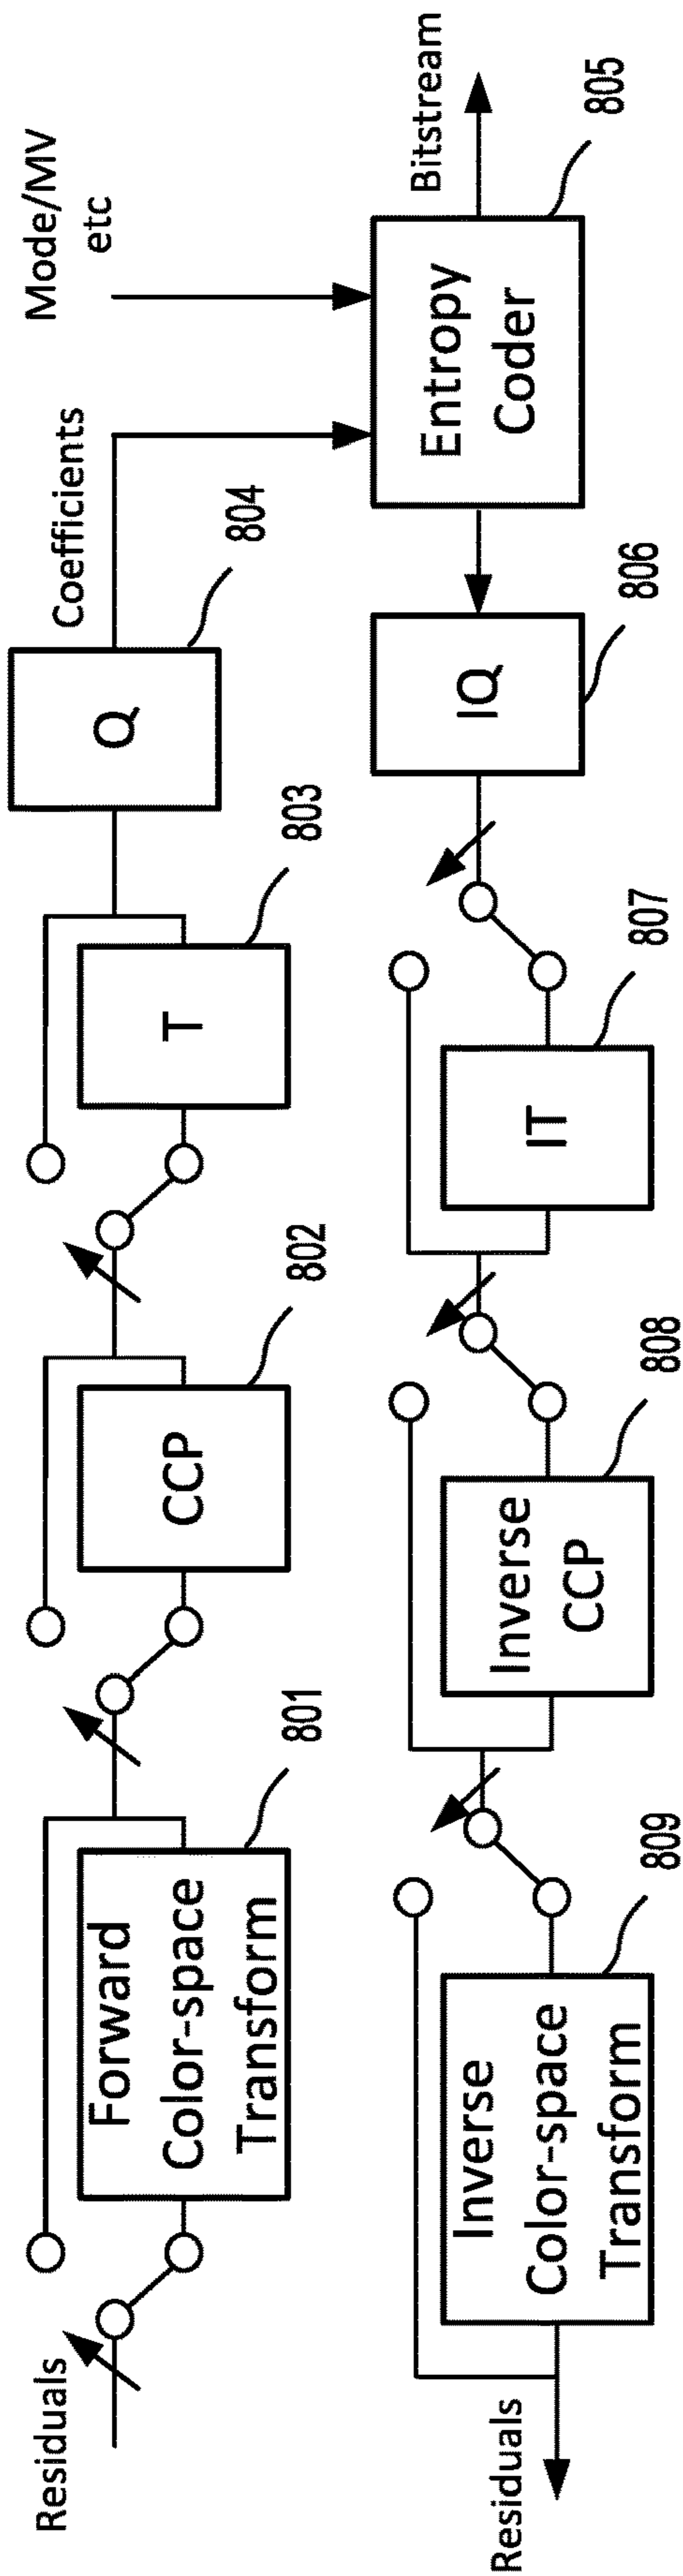 Residuals
Forward
Color-space
Transform
801
CCP
802
T
803
Q
804
Coefficients
Mode/MV
etc
Entropy
Coder
805
Bitstream
IQ
806
IT
807
Inverse
CCP
808
Inverse
Color-space
Transform
809
Residuals